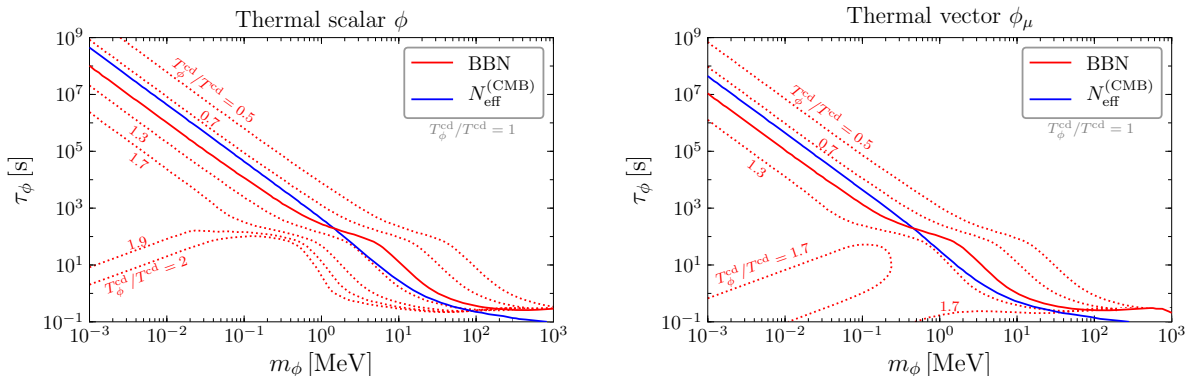 Thermal scalar ϕ
τ_ϕ [s]
10^9
10^7
10^5
10^3
10^1
10^−1
T_ϕ^cd/T^cd = 0.5
0.7
1.3
1.7
1.9
T_ϕ^cd/T^cd = 2
BBN
N_eff^(CMB)
T_ϕ^cd/T^cd = 1
10^−3
10^−2
10^−1
10^0
10^1
10^2
10^3
m_ϕ [MeV]
Thermal vector ϕ_μ
τ_ϕ [s]
10^9
10^7
10^5
10^3
10^1
10^−1
T_ϕ^cd/T^cd = 0.5
0.7
1.3
T_ϕ^cd/T^cd = 1.7
1.7
BBN
N_eff^(CMB)
T_ϕ^cd/T^cd = 1
10^−3
10^−2
10^−1
10^0
10^1
10^2
10^3
m_ϕ [MeV]